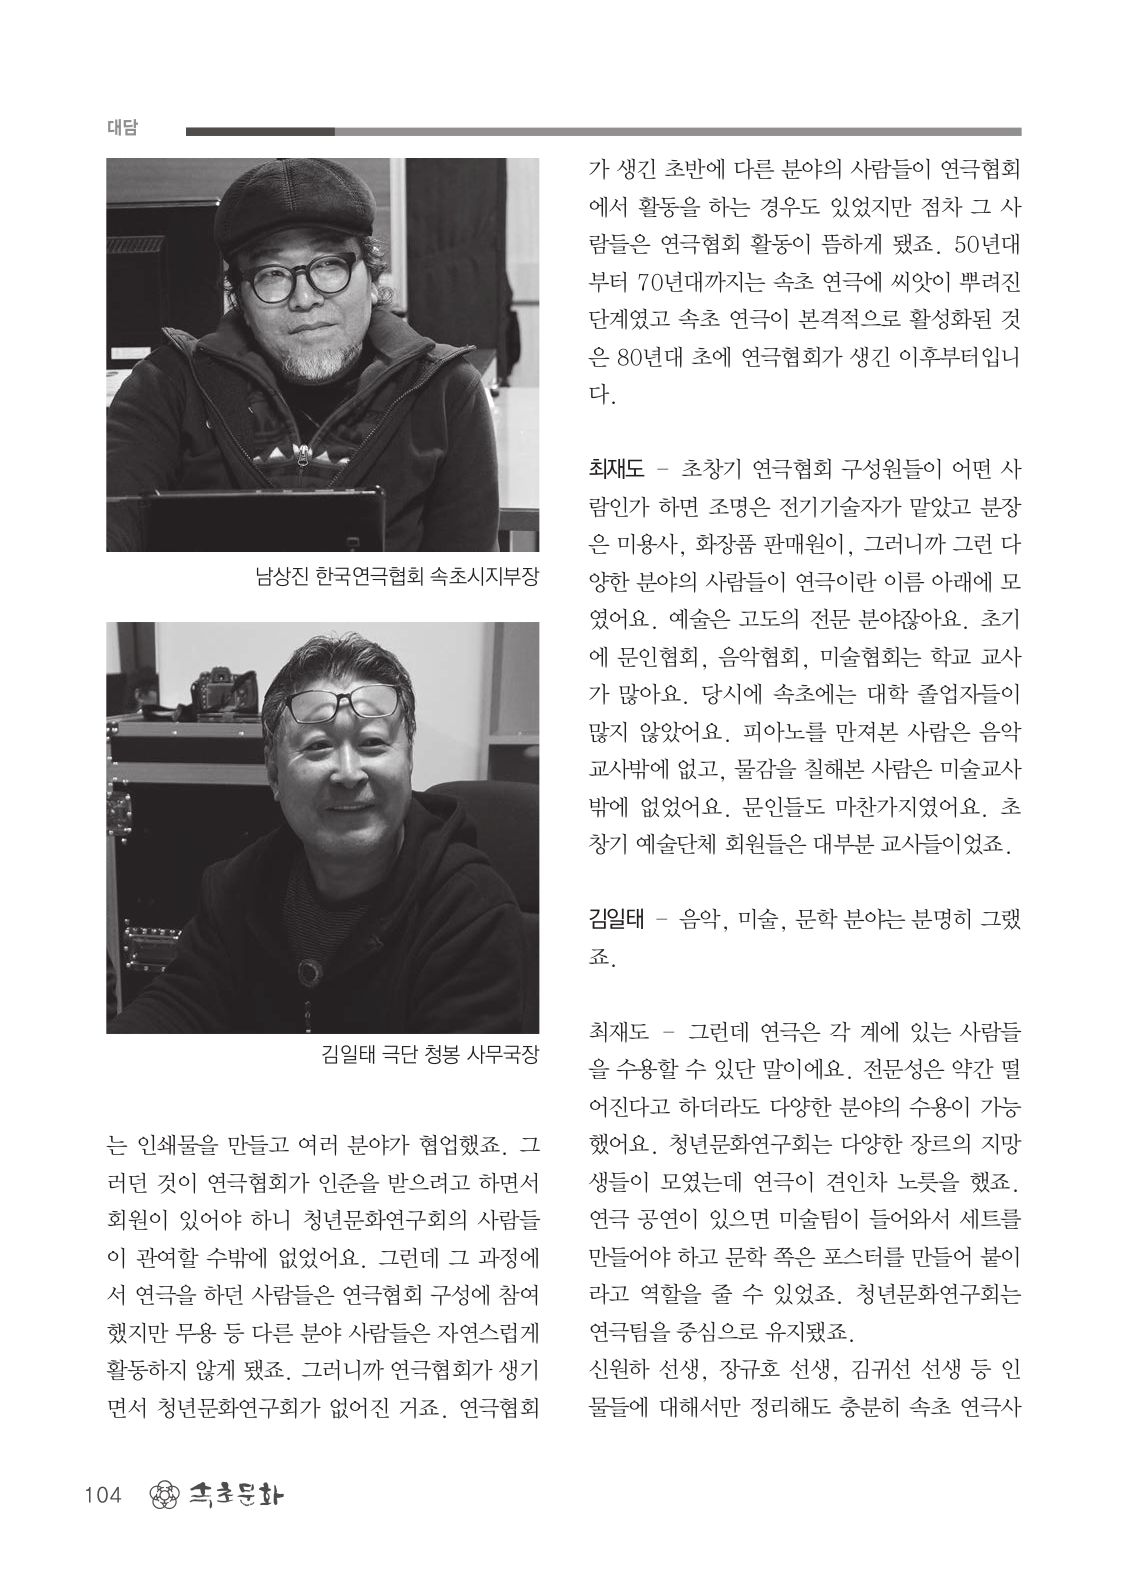 대담
남상진 한국연극협회 속초시지부장
김일태 극단 청봉 사무국장
는 인쇄물을 만들고 여러 분야가 협업했죠. 그
러던 것이 연극협회가 인준을 받으려고 하면서
회원이 있어야 하니 청년문화연구회의 사람들
이 관여할 수밖에 없었어요. 그런데 그 과정에
서 연극을 하던 사람들은 연극협회 구성에 참여
했지만 무용 등 다른 분야 사람들은 자연스럽게
활동하지 않게 됐죠. 그러니까 연극협회가 생기
면서 청년문화연구회가 없어진 거죠. 연극협회
가 생긴 초반에 다른 분야의 사람들이 연극협회
에서 활동을 하는 경우도 있었지만 점차 그 사
람들은 연극협회 활동이 뜸하게 됐죠. 50년대
부터 70년대까지는 속초 연극에 씨앗이 뿌려진
단계였고 속초 연극이 본격적으로 활성화된 것
은 80년대 초에 연극협회가 생긴 이후부터입니
다.
최재도 - 초창기 연극협회 구성원들이 어떤 사
람인가 하면 조명은 전기기술자가 맡았고 분장
은 미용사, 화장품 판매원이, 그러니까 그런 다
양한 분야의 사람들이 연극이란 이름 아래에 모
였어요. 예술은 고도의 전문 분야잖아요. 초기
에 문인협회, 음악협회, 미술협회는 학교 교사
가 많아요. 당시에 속초에는 대학 졸업자들이
많지 않았어요. 피아노를 만져본 사람은 음악
교사밖에 없고, 물감을 칠해본 사람은 미술교사
밖에 없었어요. 문인들도 마찬가지였어요. 초
창기 예술단체 회원들은 대부분 교사들이었죠.
김일태 - 음악, 미술, 문학 분야는 분명히 그랬
죠.
최재도 - 그런데 연극은 각 계에 있는 사람들
을 수용할 수 있단 말이에요. 전문성은 약간 떨
어진다고 하더라도 다양한 분야의 수용이 가능
했어요. 청년문화연구회는 다양한 장르의 지망
생들이 모였는데 연극이 견인차 노릇을 했죠.
연극 공연이 있으면 미술팀이 들어와서 세트를
만들어야 하고 문학 쪽은 포스터를 만들어 붙이
라고 역할을 줄 수 있었죠. 청년문화연구회는
연극팀을 중심으로 유지됐죠.
신원하 선생, 장규호 선생, 김귀선 선생 등 인
물들에 대해서만 정리해도 충분히 속초 연극사
104 속초문화